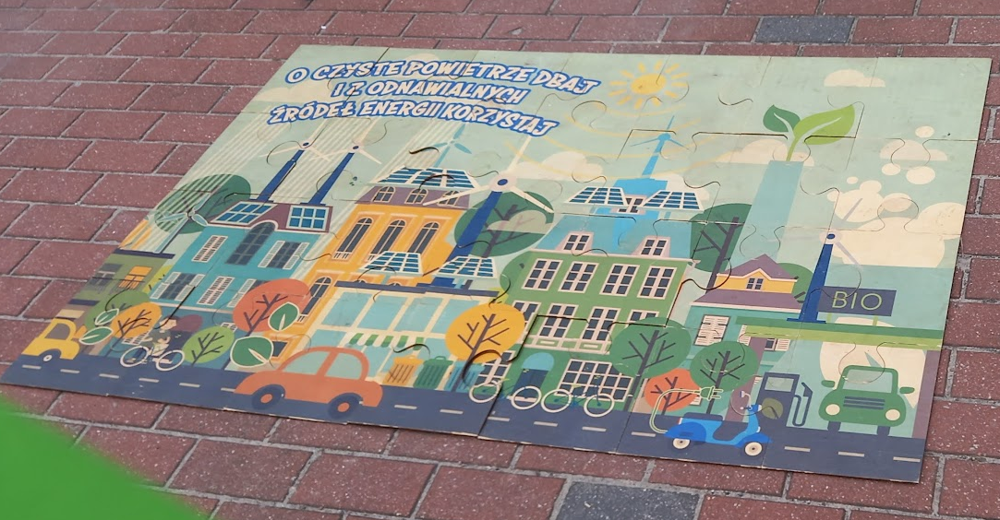 O CZYSTE POWIETRZE DBAJ
I Z ODNAWIALNYCH
ŹRÓDEŁ ENERGII KORZYSTAJ
BIO